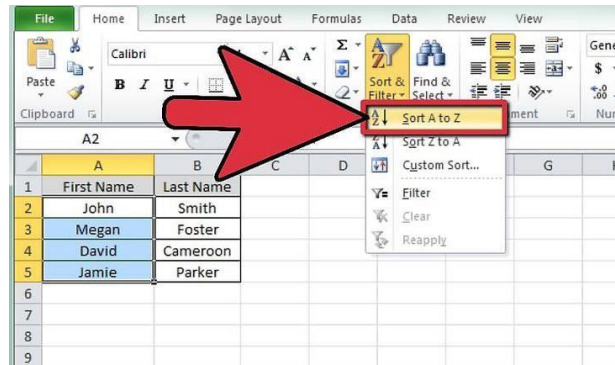 File Home Insert Page Layout Formulas Data Review View
Calibri A A Σ Gene
Paste B I U Sort & Filter Find & Select $
Clipboard ment Num
A2
A B C D G
1 First Name Last Name
2 John Smith
3 Megan Foster
4 David Cameroon
5 Jamie Parker
6
7
8
9
Sort A to Z
Sort Z to A
Custom Sort...
Filter
Clear
Reapply